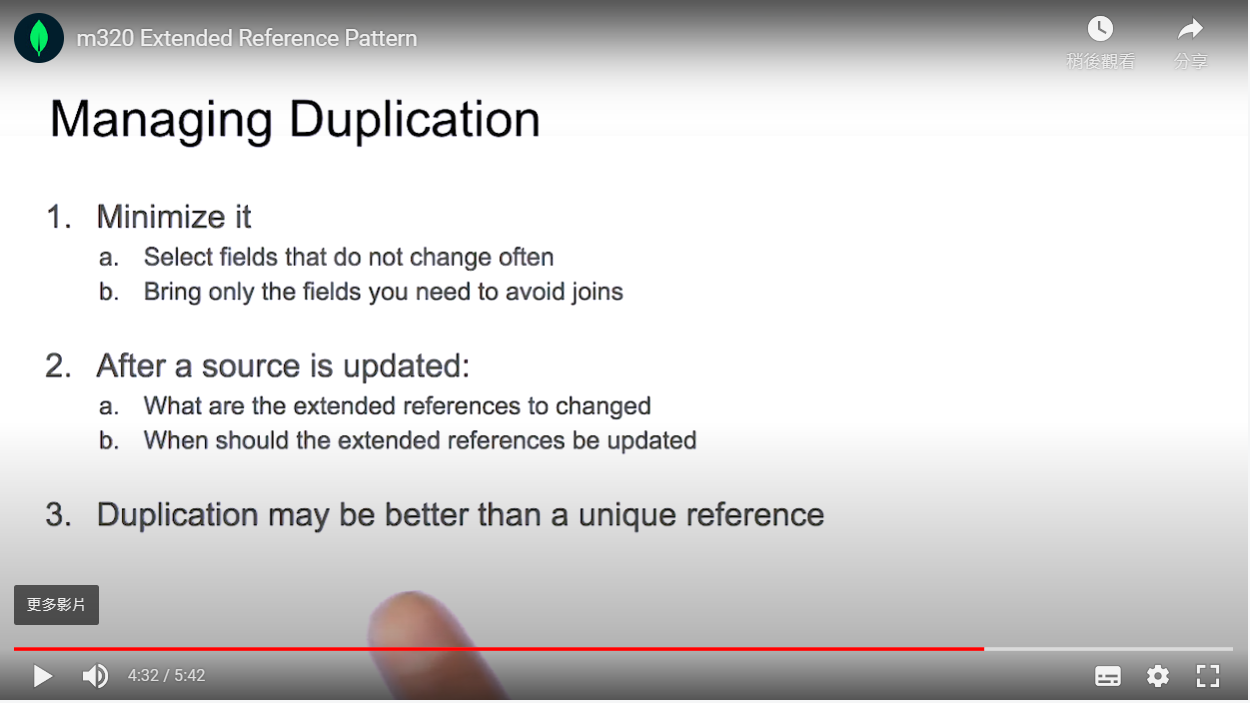 m320 Extended Reference Pattern
稍後觀看
分享
Managing Duplication
1. Minimize it
a. Select fields that do not change often
b. Bring only the fields you need to avoid joins
2. After a source is updated:
a. What are the extended references to changed
b. When should the extended references be updated
3. Duplication may be better than a unique reference
更多影片
4:32 / 5:42